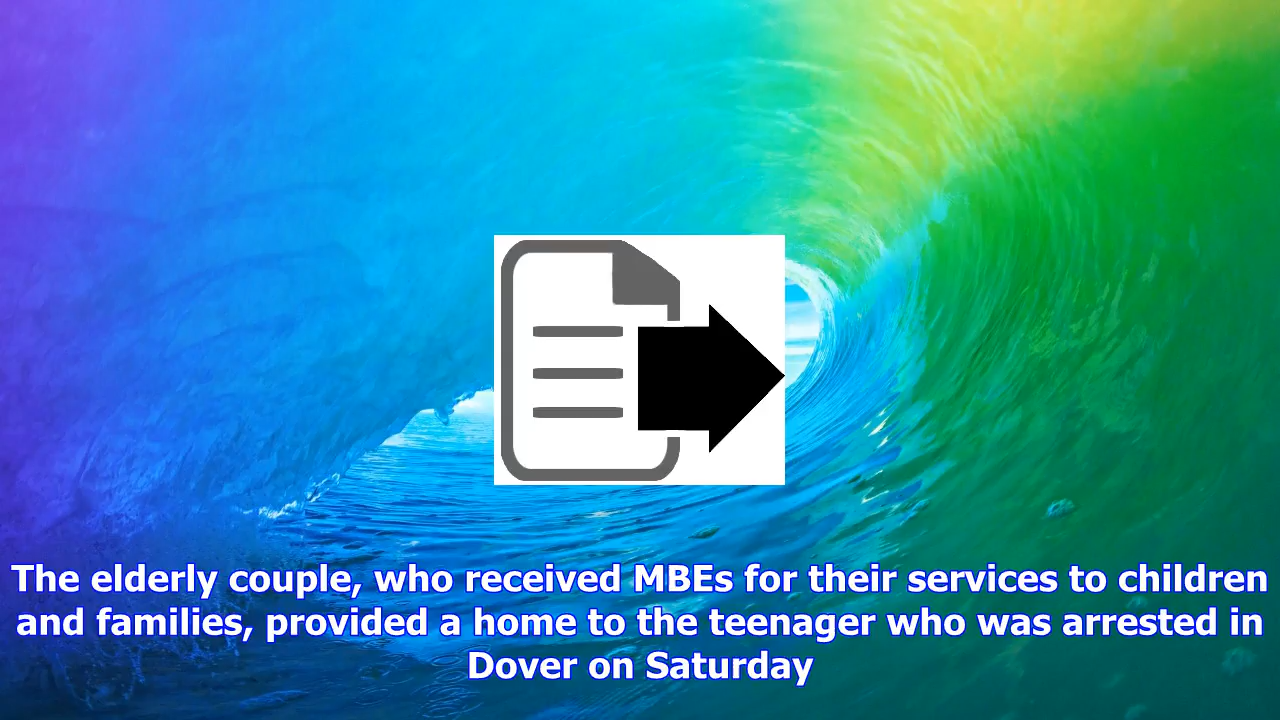 The elderly couple, who received MBEs for their services to children
and families, provided a home to the teenager who was arrested in
Dover on Saturday